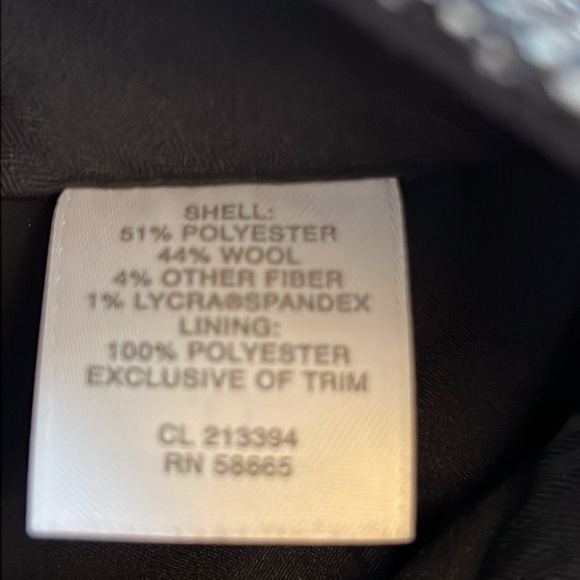 SHELL:
51% POLYESTER
44% WOOL
4% OTHER FIBER
1% LYCRA®SPANDEX
LINING:
100% POLYESTER
EXCLUSIVE OF TRIM
CL 213394
RN 58665